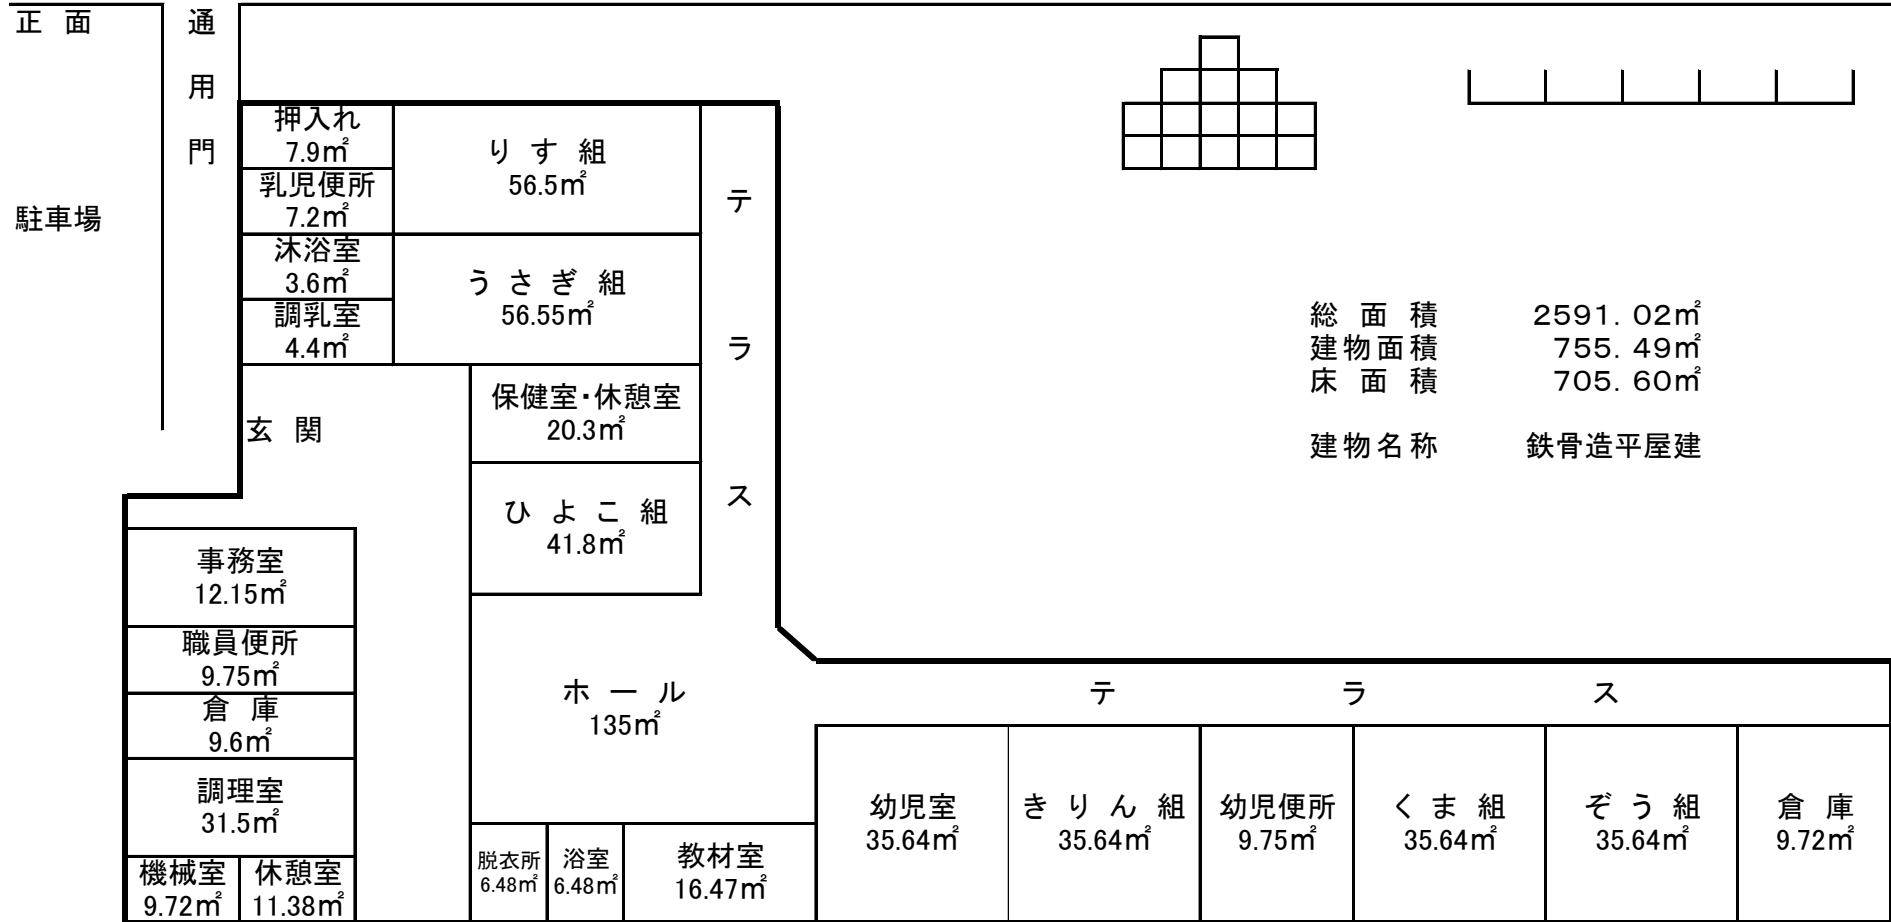 正 面
通
用
門
駐車場
押入れ
7.9㎡
乳児便所
7.2㎡
沐浴室
3.6㎡
調乳室
4.4㎡
り す 組
56.5㎡
う さ ぎ 組
56.55㎡
テ
ラ
ス
総 面 積 2591.02㎡
建物面積 755.49㎡
床 面 積 705.60㎡
建物名称 鉄骨造平屋建
玄 関
保健室・休憩室
20.3㎡
ひ よ こ 組
41.8㎡
事務室
12.15㎡
職員便所
9.75㎡
倉 庫
9.6㎡
調理室
31.5㎡
機械室
9.72㎡
休憩室
11.38㎡
ホ ー ル
135㎡
脱衣所
6.48㎡
浴室
6.48㎡
教材室
16.47㎡
テ ラ ス
幼児室
35.64㎡
き り ん 組
35.64㎡
幼児便所
9.75㎡
く ま 組
35.64㎡
ぞ う 組
35.64㎡
倉 庫
9.72㎡